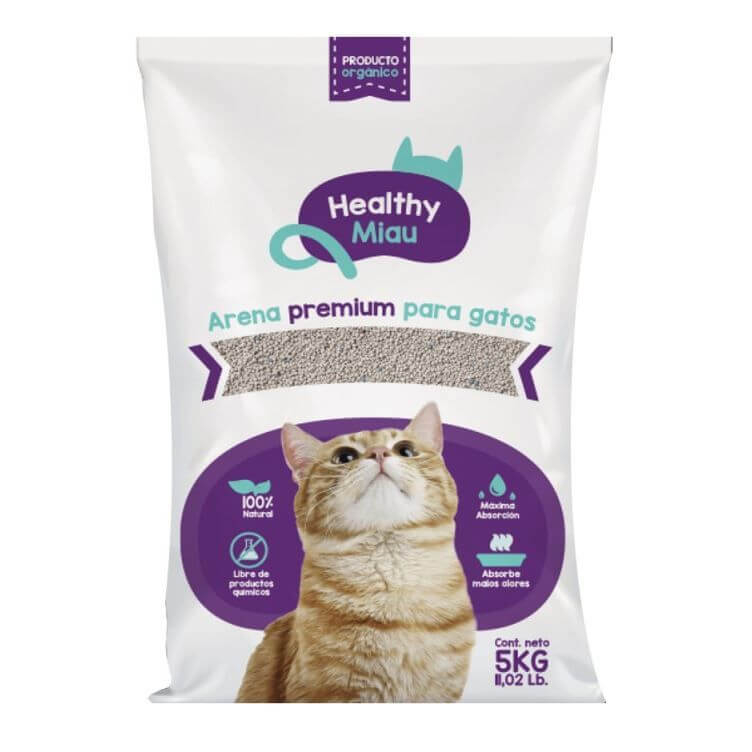 PRODUCTO
orgánico
Healthy
Miau
Arena premium para gatos
100%
Natural
Máxima
Absorción
Libre de
productos
químicos
Absorbe
malos olores
Cont. neto
5KG
11,02 Lb.